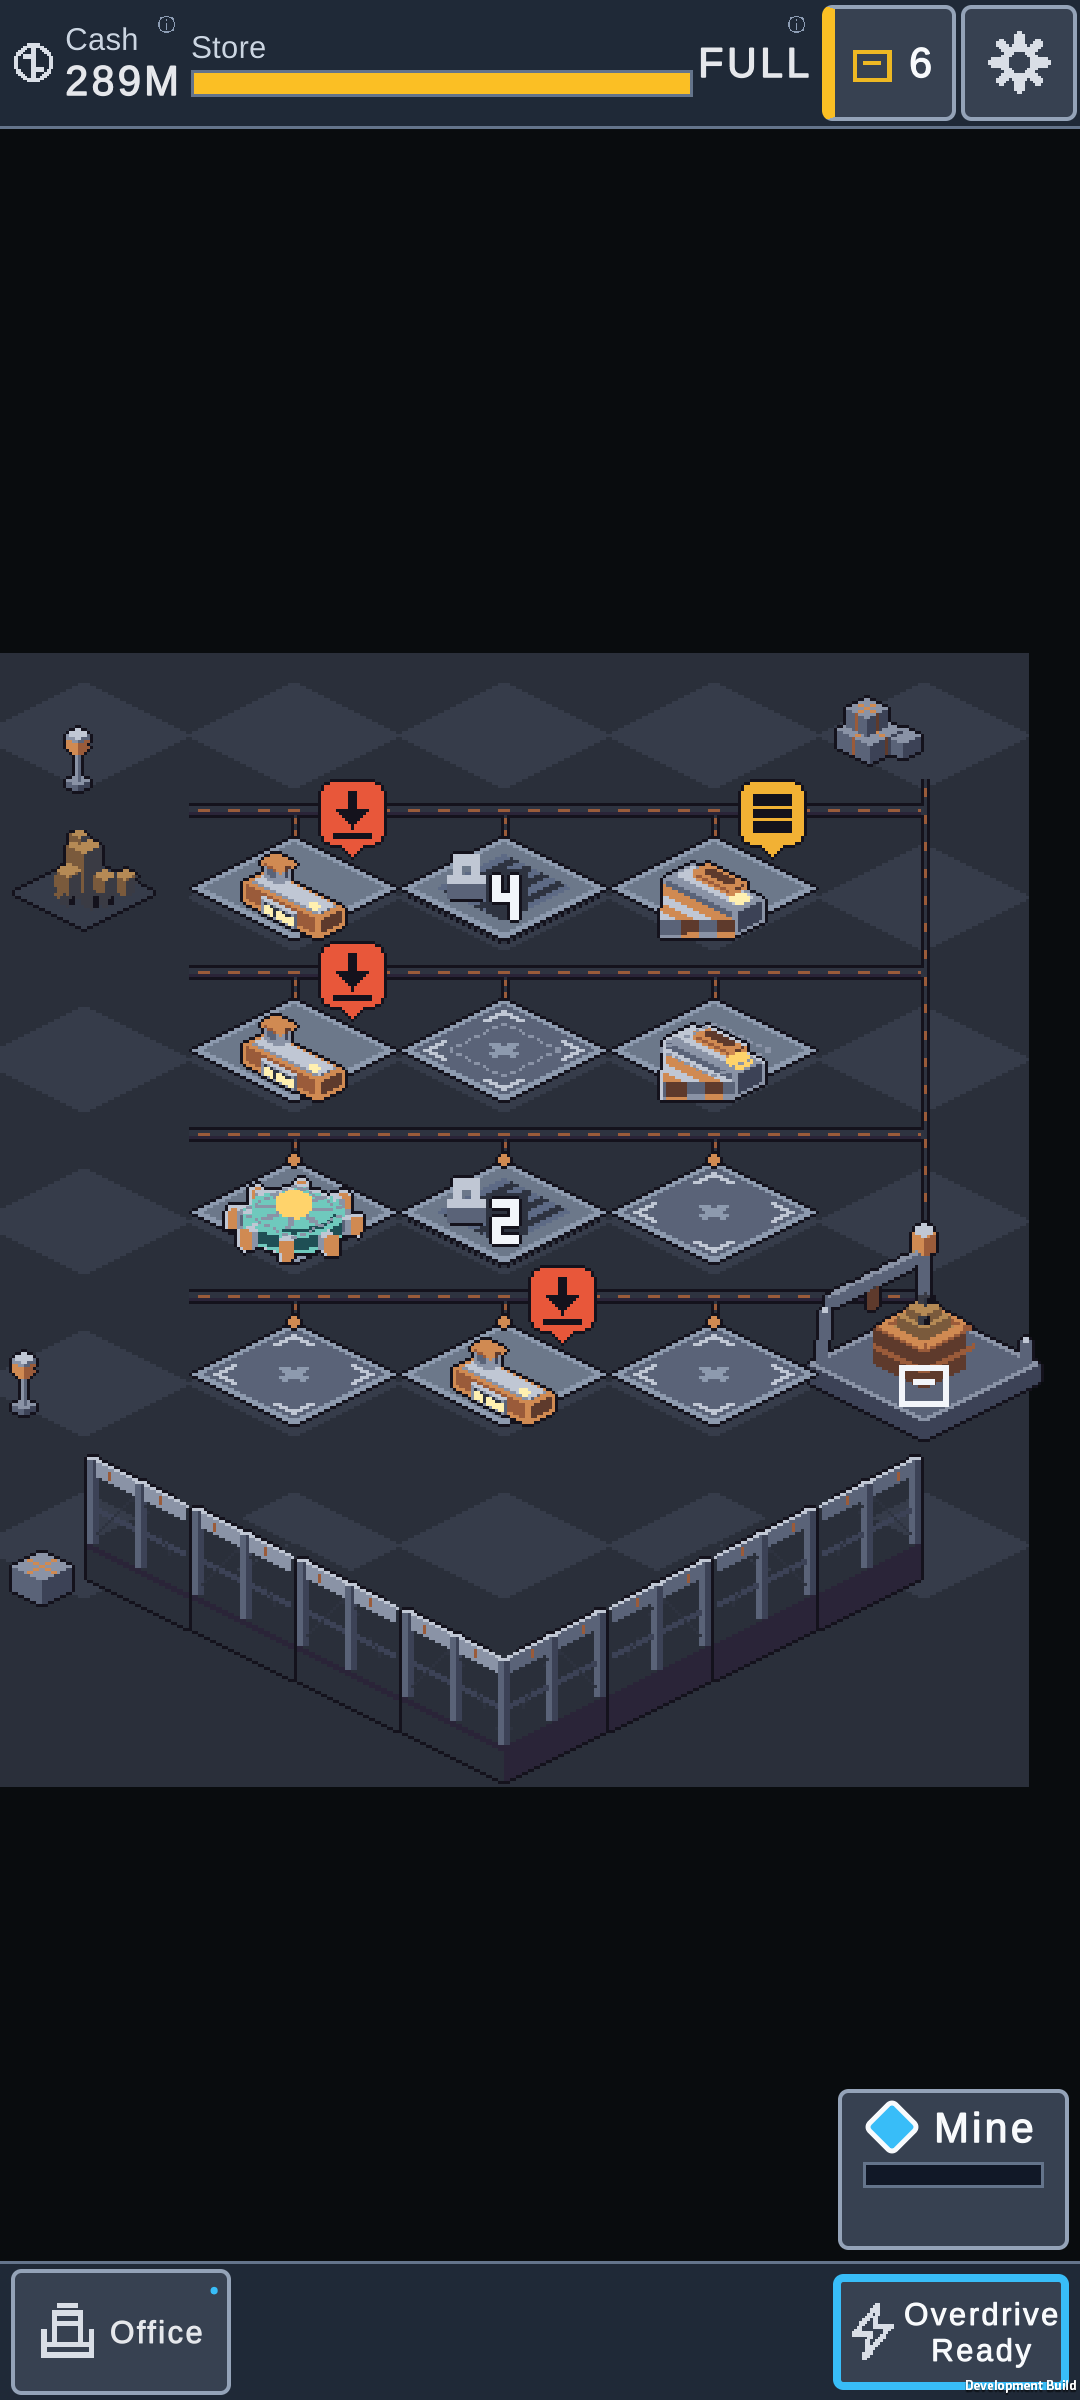 Cash
289M
Store
FULL
6
4
2
Mine
Office
Overdrive
Ready
Development Build